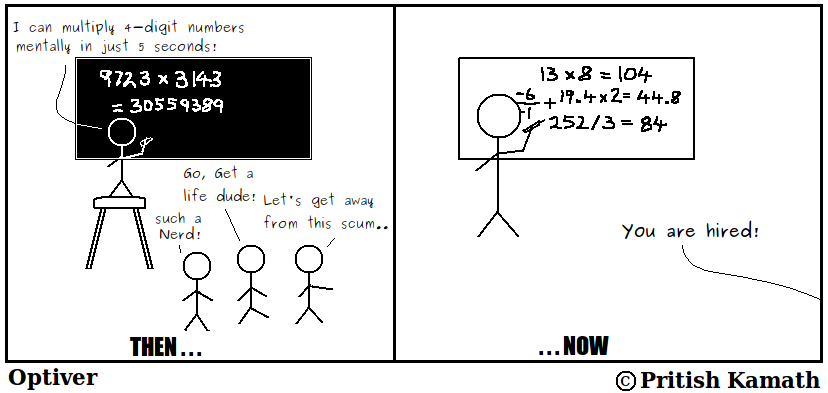 I can multiply 4-digit numbers
mentally in just 5 seconds!
9723 x 3143
= 30559389
Go, Get a
life dude!
Let's get away
from this scum..
such a
Nerd!
THEN...
13 x 8 = 104
-6/-1 + 19.4 x 2 = 44.8
252/3 = 84
You are hired!
...NOW
Optiver
© Pritish Kamath